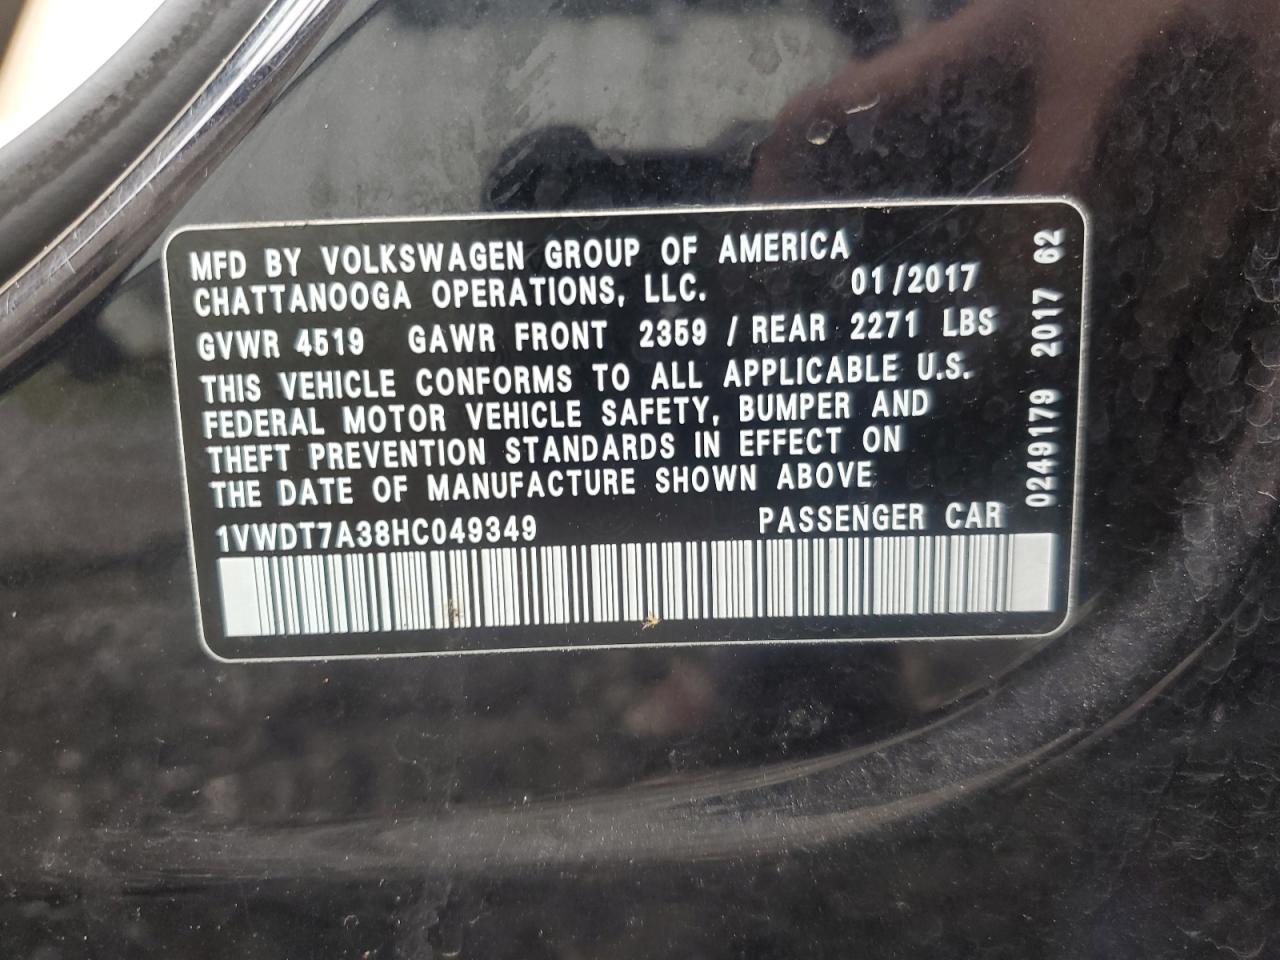 MFD BY VOLKSWAGEN GROUP OF AMERICA
CHATTANOOGA OPERATIONS, LLC. 01/2017
GVWR 4519 GAWR FRONT 2359 / REAR 2271 LBS
THIS VEHICLE CONFORMS TO ALL APPLICABLE U.S.
FEDERAL MOTOR VEHICLE SAFETY, BUMPER AND
THEFT PREVENTION STANDARDS IN EFFECT ON
THE DATE OF MANUFACTURE SHOWN ABOVE
1VWDT7A38HC049349 PASSENGER CAR
0249179 2017 62